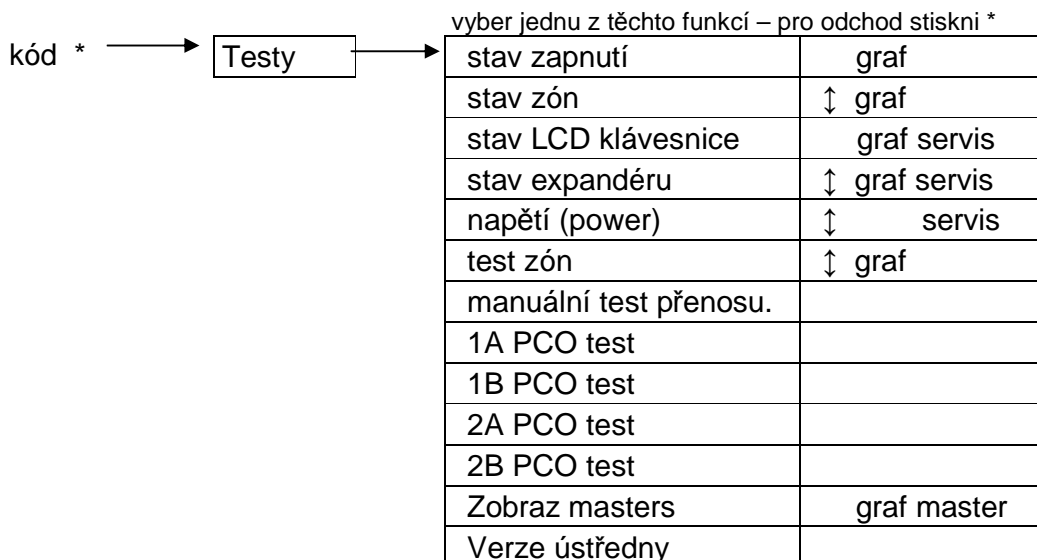 vyber jednu z těchto funkcí – pro odchod stiskni *
kód * Testy stav zapnutí graf
stav zón ↕ graf
stav LCD klávesnice graf servis
stav expandéru ↕ graf servis
napětí (power) ↕ servis
test zón ↕ graf
manuální test přenosu.
1A PCO test
1B PCO test
2A PCO test
2B PCO test
Zobraz masters graf master
Verze ústředny